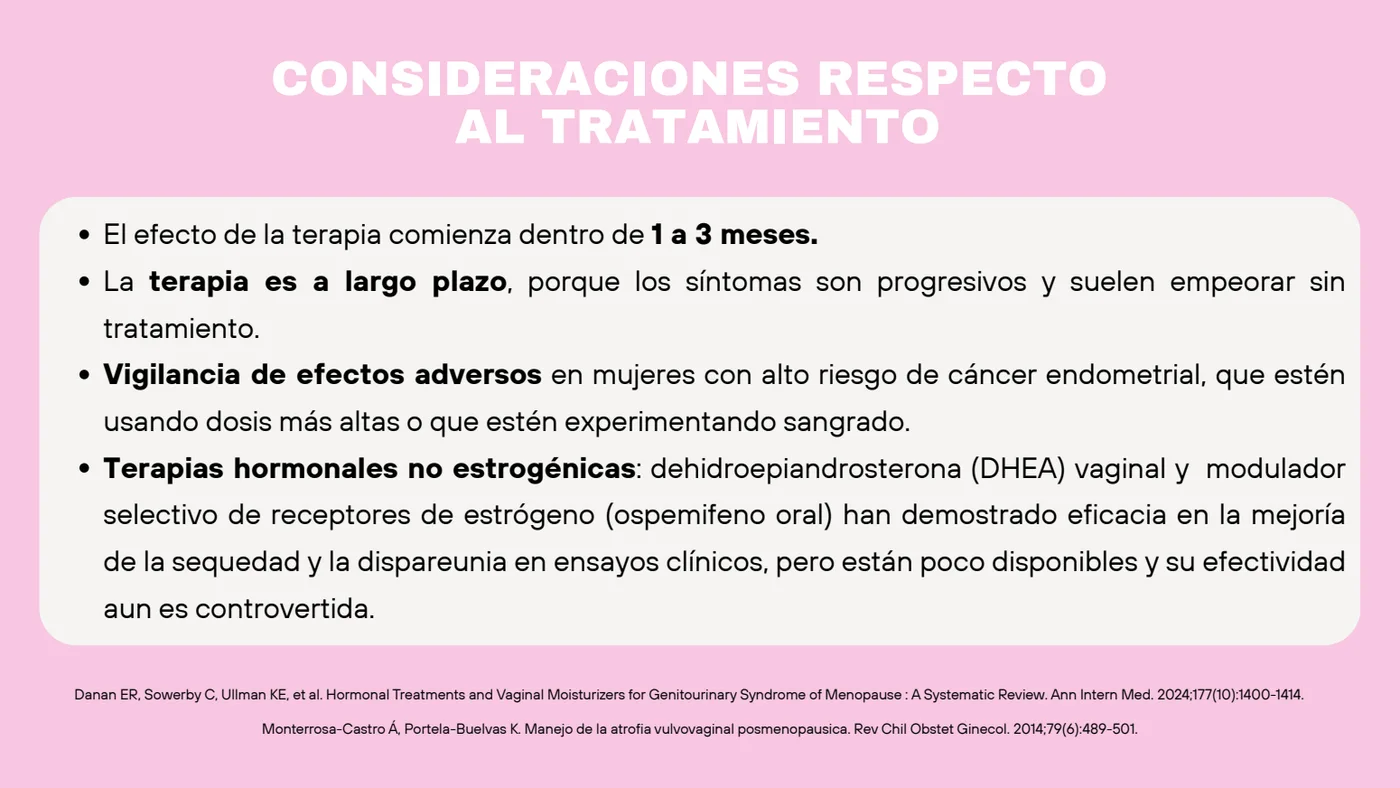 CONSIDERACIONES RESPECTO
AL TRATAMIENTO
• El efecto de la terapia comienza dentro de 1 a 3 meses.
• La terapia es a largo plazo, porque los síntomas son progresivos y suelen empeorar sin
tratamiento.
• Vigilancia de efectos adversos en mujeres con alto riesgo de cáncer endometrial, que estén
usando dosis más altas o que estén experimentando sangrado.
• Terapias hormonales no estrogénicas: dehidroepiandrosterona (DHEA) vaginal y modulador
selectivo de receptores de estrógeno (ospemifeno oral) han demostrado eficacia en la mejoría
de la sequedad y la dispareunia en ensayos clínicos, pero están poco disponibles y su efectividad
aun es controvertida.
Danan ER, Sowerby C, Ullman KE, et al. Hormonal Treatments and Vaginal Moisturizers for Genitourinary Syndrome of Menopause : A Systematic Review. Ann Intern Med. 2024;177(10):1400-1414.
Monterrosa-Castro Á, Portela-Buelvas K. Manejo de la atrofia vulvovaginal posmenopausica. Rev Chil Obstet Ginecol. 2014;79(6):489-501.